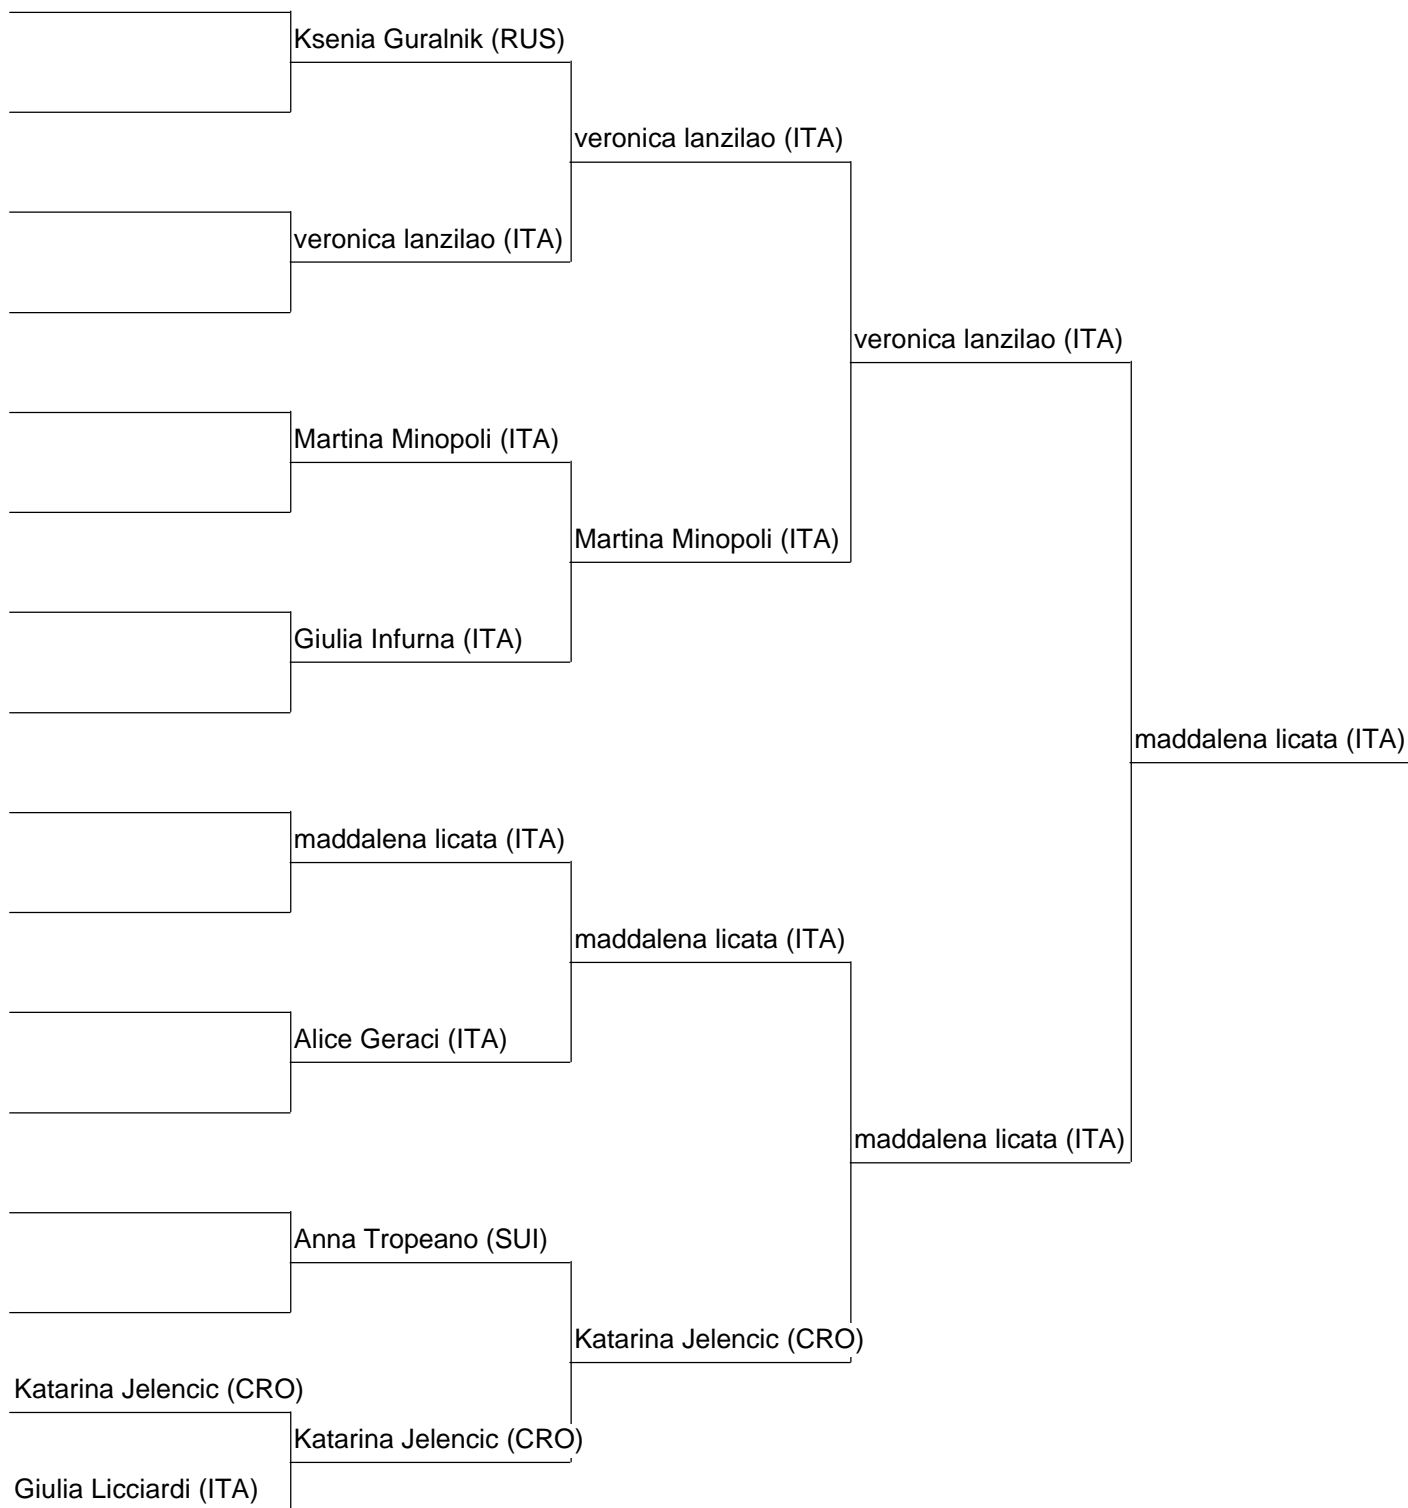 Ksenia Guralnik (RUS)
veronica lanzilao (ITA)
veronica lanzilao (ITA)
veronica lanzilao (ITA)
Martina Minopoli (ITA)
Martina Minopoli (ITA)
Giulia Infurna (ITA)
maddalena licata (ITA)
maddalena licata (ITA)
maddalena licata (ITA)
Alice Geraci (ITA)
maddalena licata (ITA)
Anna Tropeano (SUI)
Katarina Jelencic (CRO)
Katarina Jelencic (CRO)
Katarina Jelencic (CRO)
Giulia Licciardi (ITA)